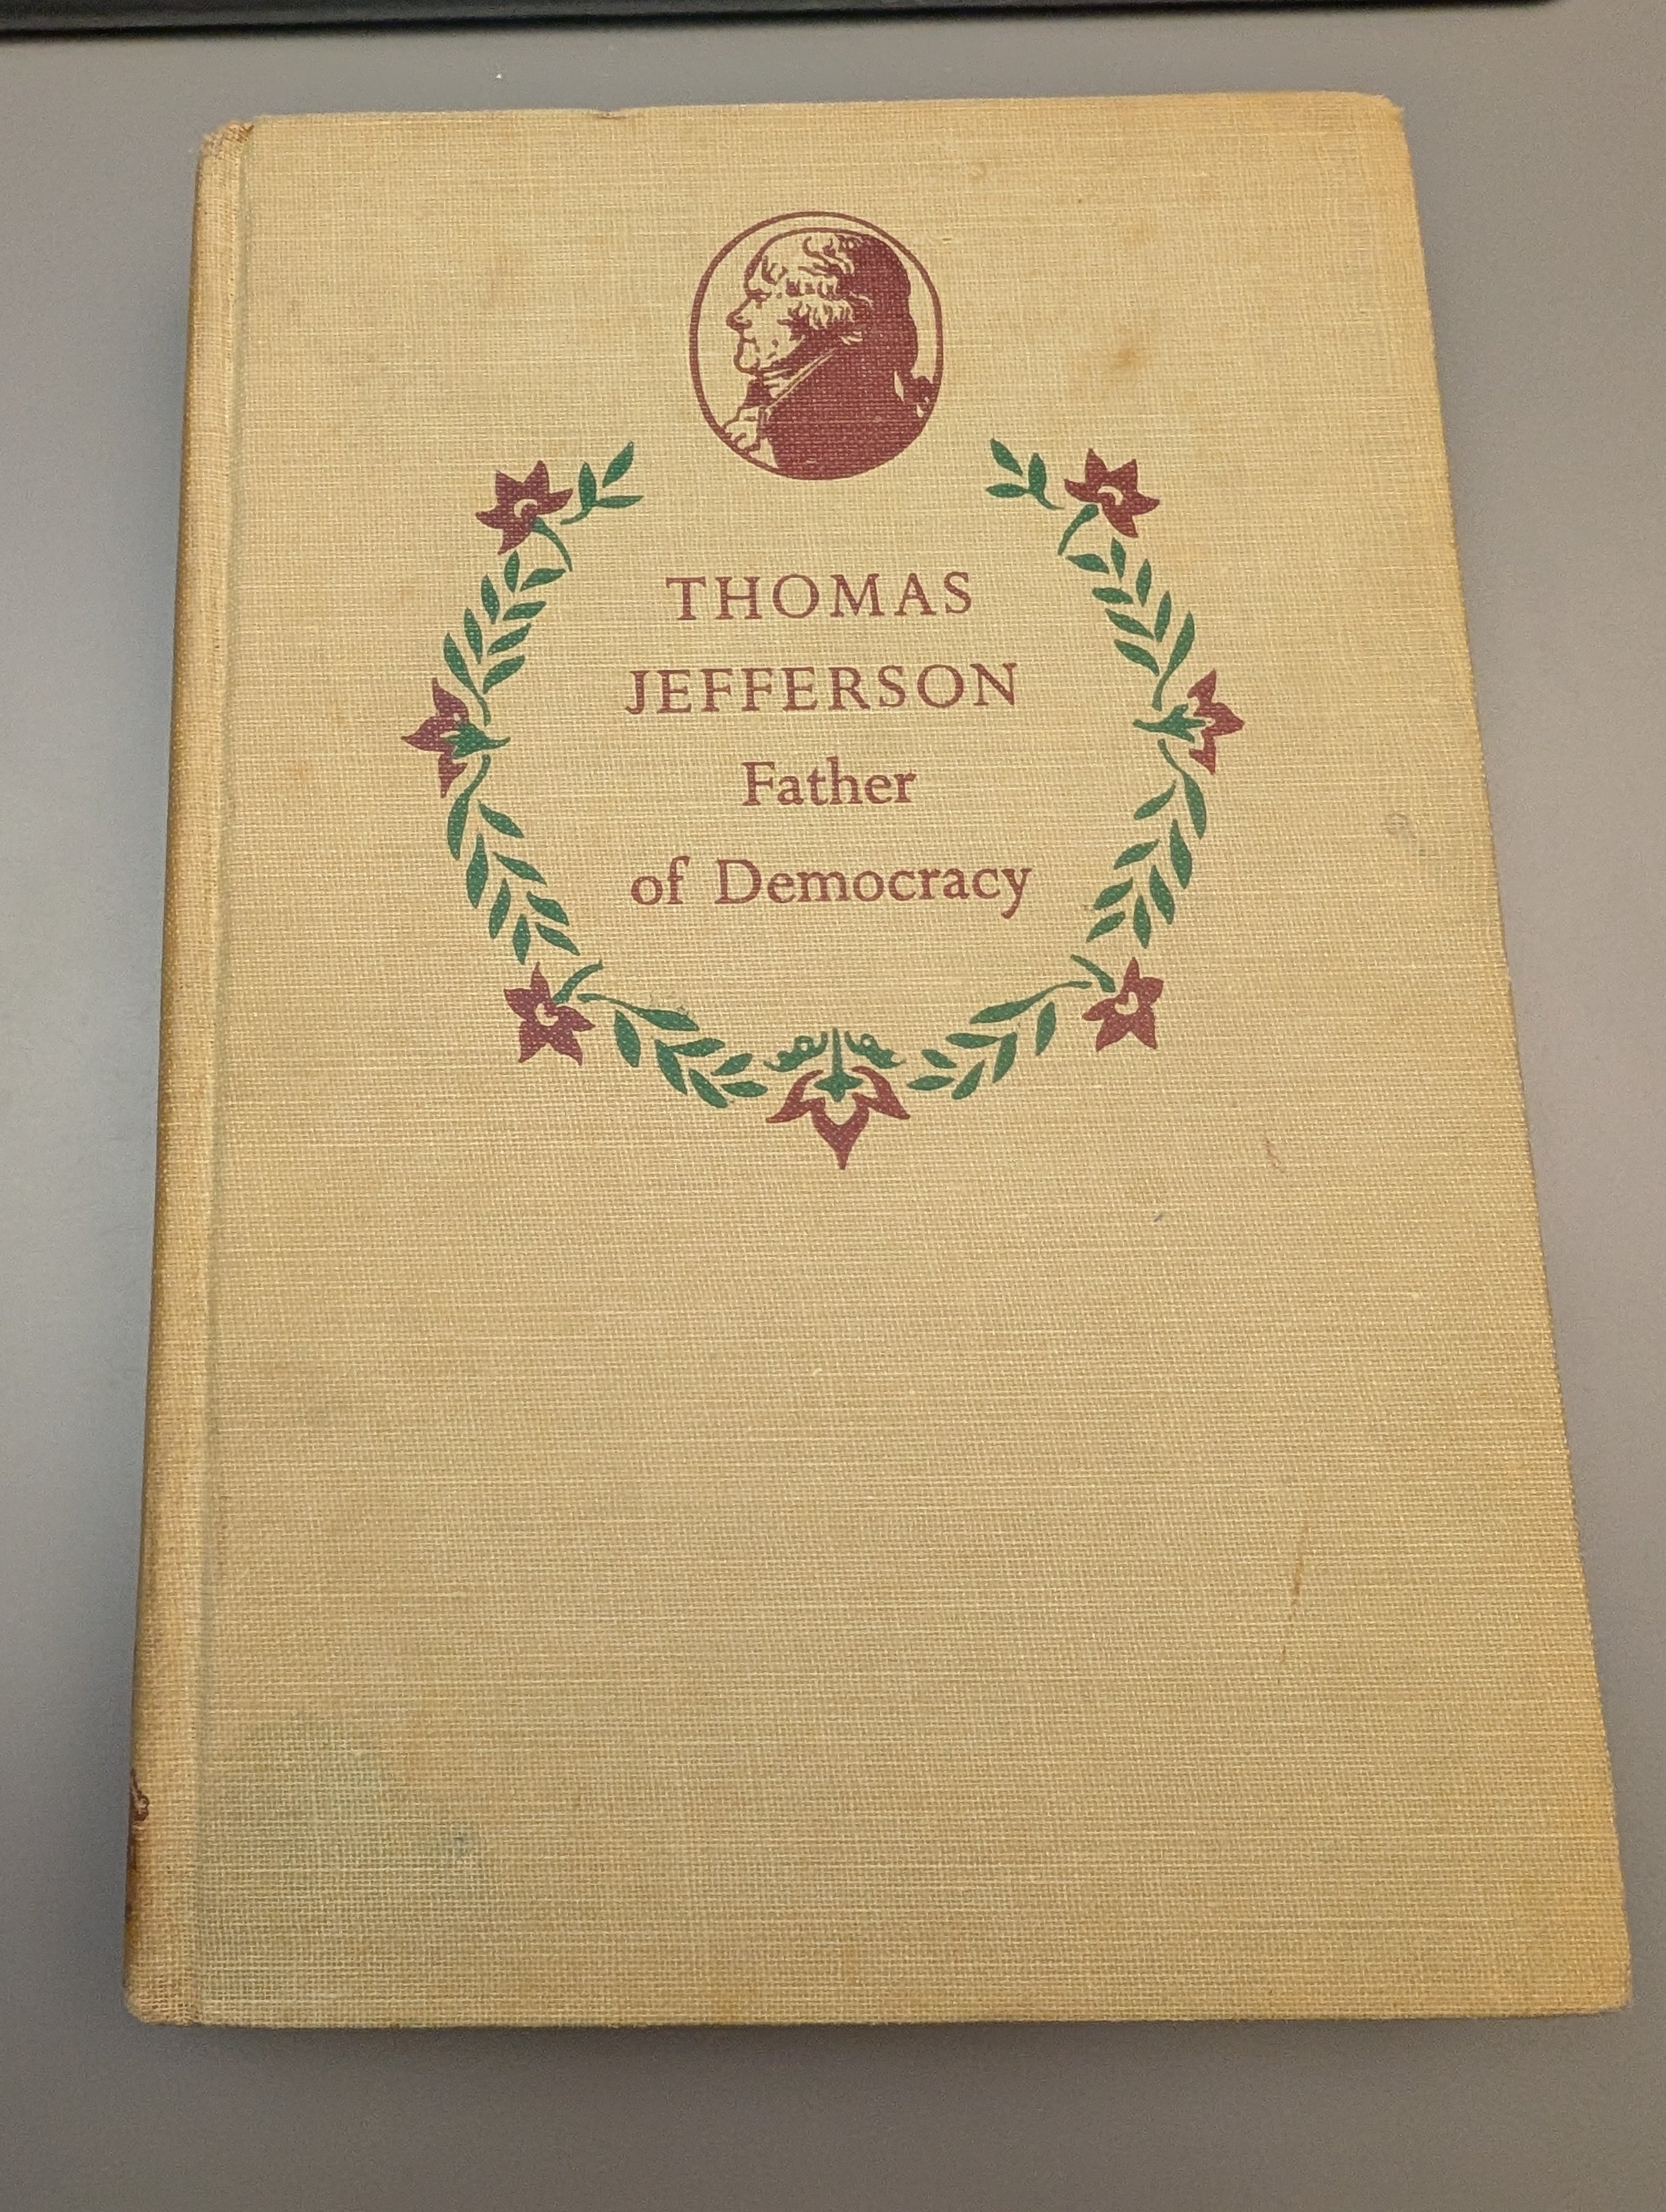 THOMAS
JEFFERSON
Father
of Democracy